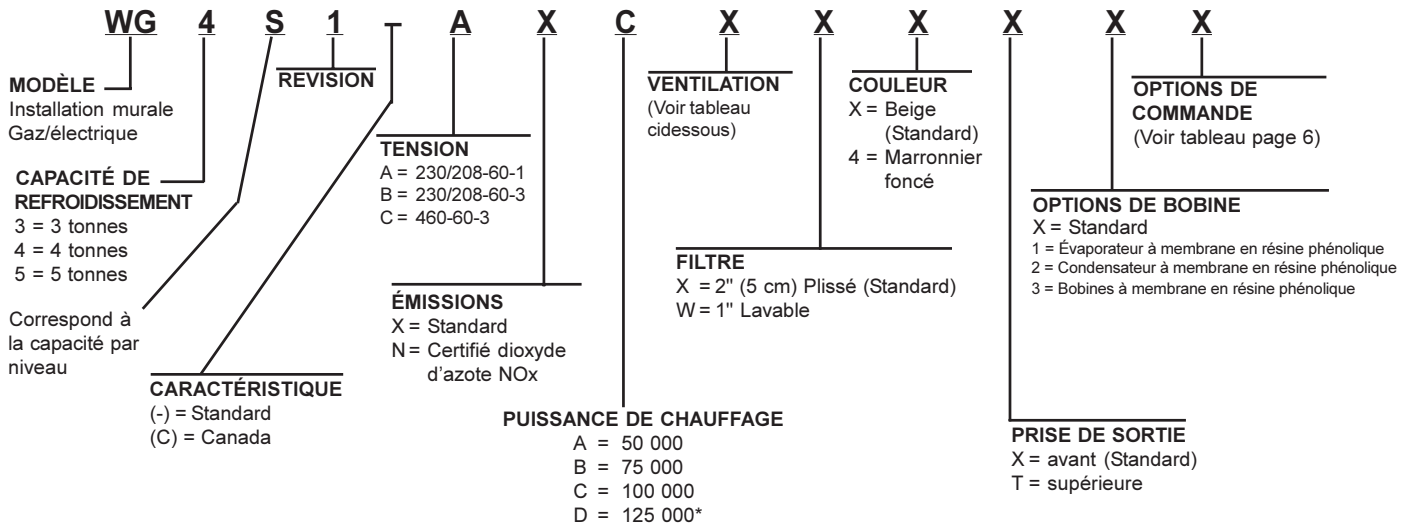 WG 4 S 1 – A X C X X X X X X
MODÈLE
Installation murale
Gaz/électrique
CAPACITÉ DE
REFROIDISSEMENT
3 = 3 tonnes
4 = 4 tonnes
5 = 5 tonnes
Correspond à
la capacité par
niveau
REVISION
CARACTÉRISTIQUE
(-) = Standard
(C) = Canada
TENSION
A = 230/208-60-1
B = 230/208-60-3
C = 460-60-3
ÉMISSIONS
X = Standard
N = Certifié dioxyde
d'azote NOx
PUISSANCE DE CHAUFFAGE
A = 50 000
B = 75 000
C = 100 000
D = 125 000*
VENTILATION
(Voir tableau
cidessous)
FILTRE
X = 2" (5 cm) Plissé (Standard)
W = 1" Lavable
COULEUR
X = Beige
(Standard)
4 = Marronnier
foncé
PRISE DE SORTIE
X = avant (Standard)
T = supérieure
OPTIONS DE BOBINE
X = Standard
1 = Évaporateur à membrane en résine phénolique
2 = Condensateur à membrane en résine phénolique
3 = Bobines à membrane en résine phénolique
OPTIONS DE
COMMANDE
(Voir tableau page 6)